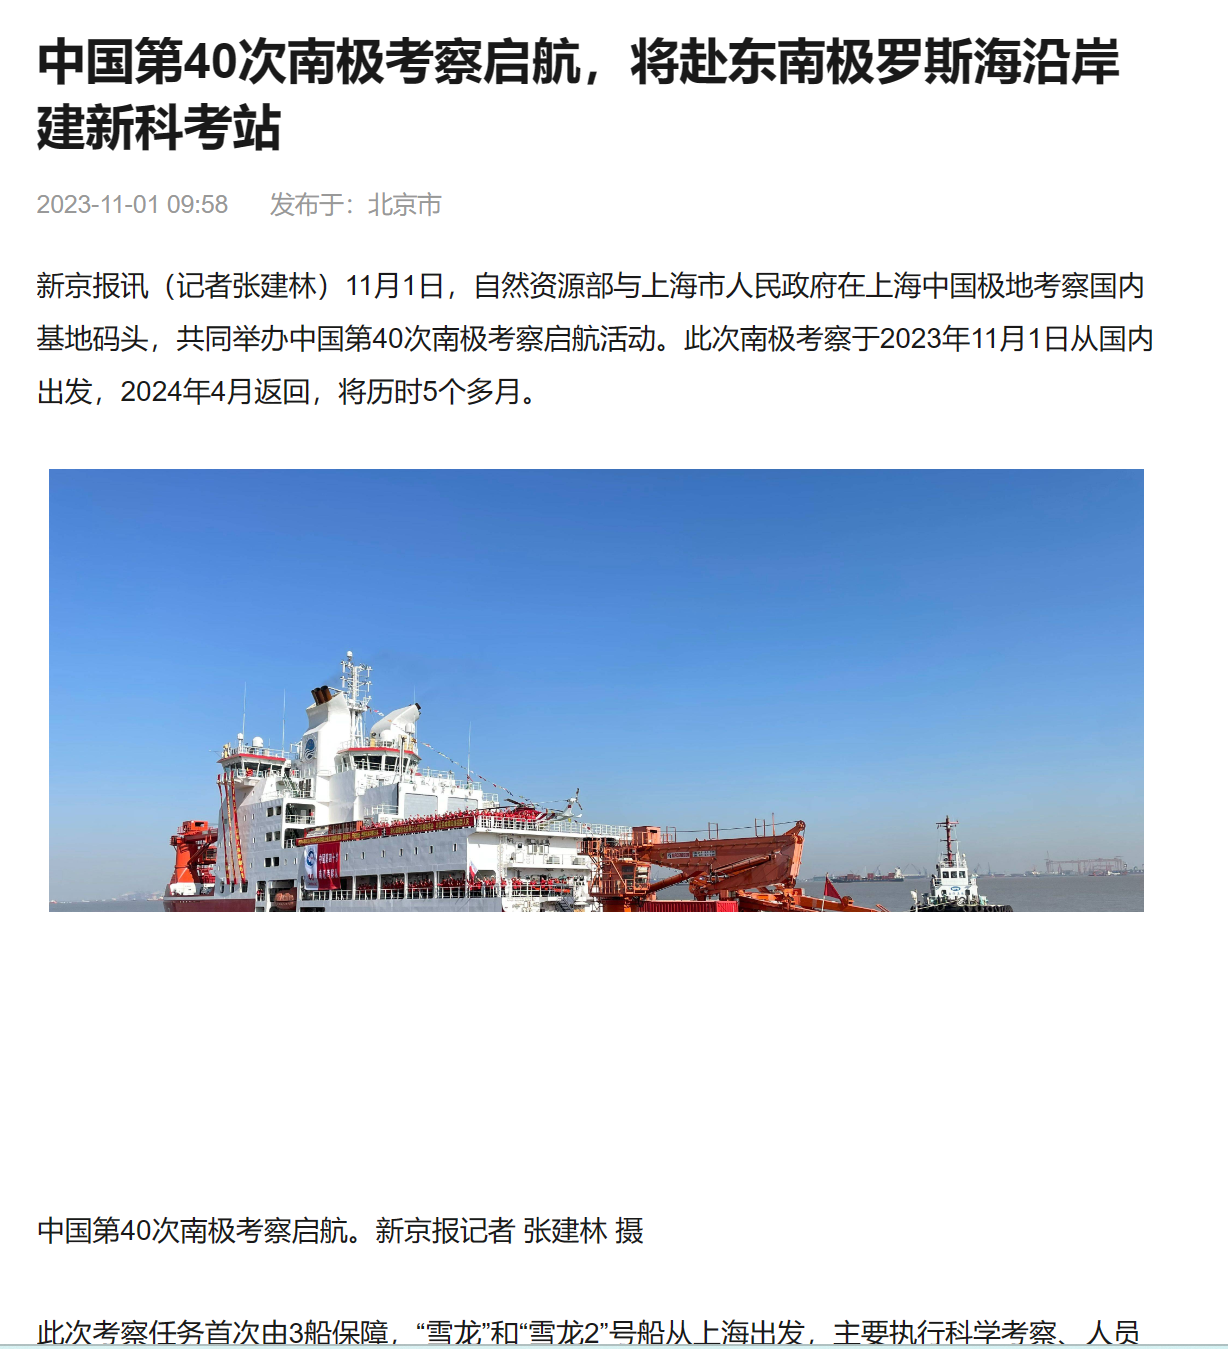 中国第40次南极考察启航，将赴东南极罗斯海沿岸
建新科考站
2023-11-01 09:58 发布于：北京市
新京报讯（记者张建林）11月1日，自然资源部与上海市人民政府在上海中国极地考察国内
基地码头，共同举办中国第40次南极考察启航活动。此次南极考察于2023年11月1日从国内
出发，2024年4月返回，将历时5个多月。
中国第40次南极考察启航。新京报记者 张建林 摄
此次考察任务首次由3船保障，“雪龙”和“雪龙2”号船从上海出发，主要执行科学考察、人员